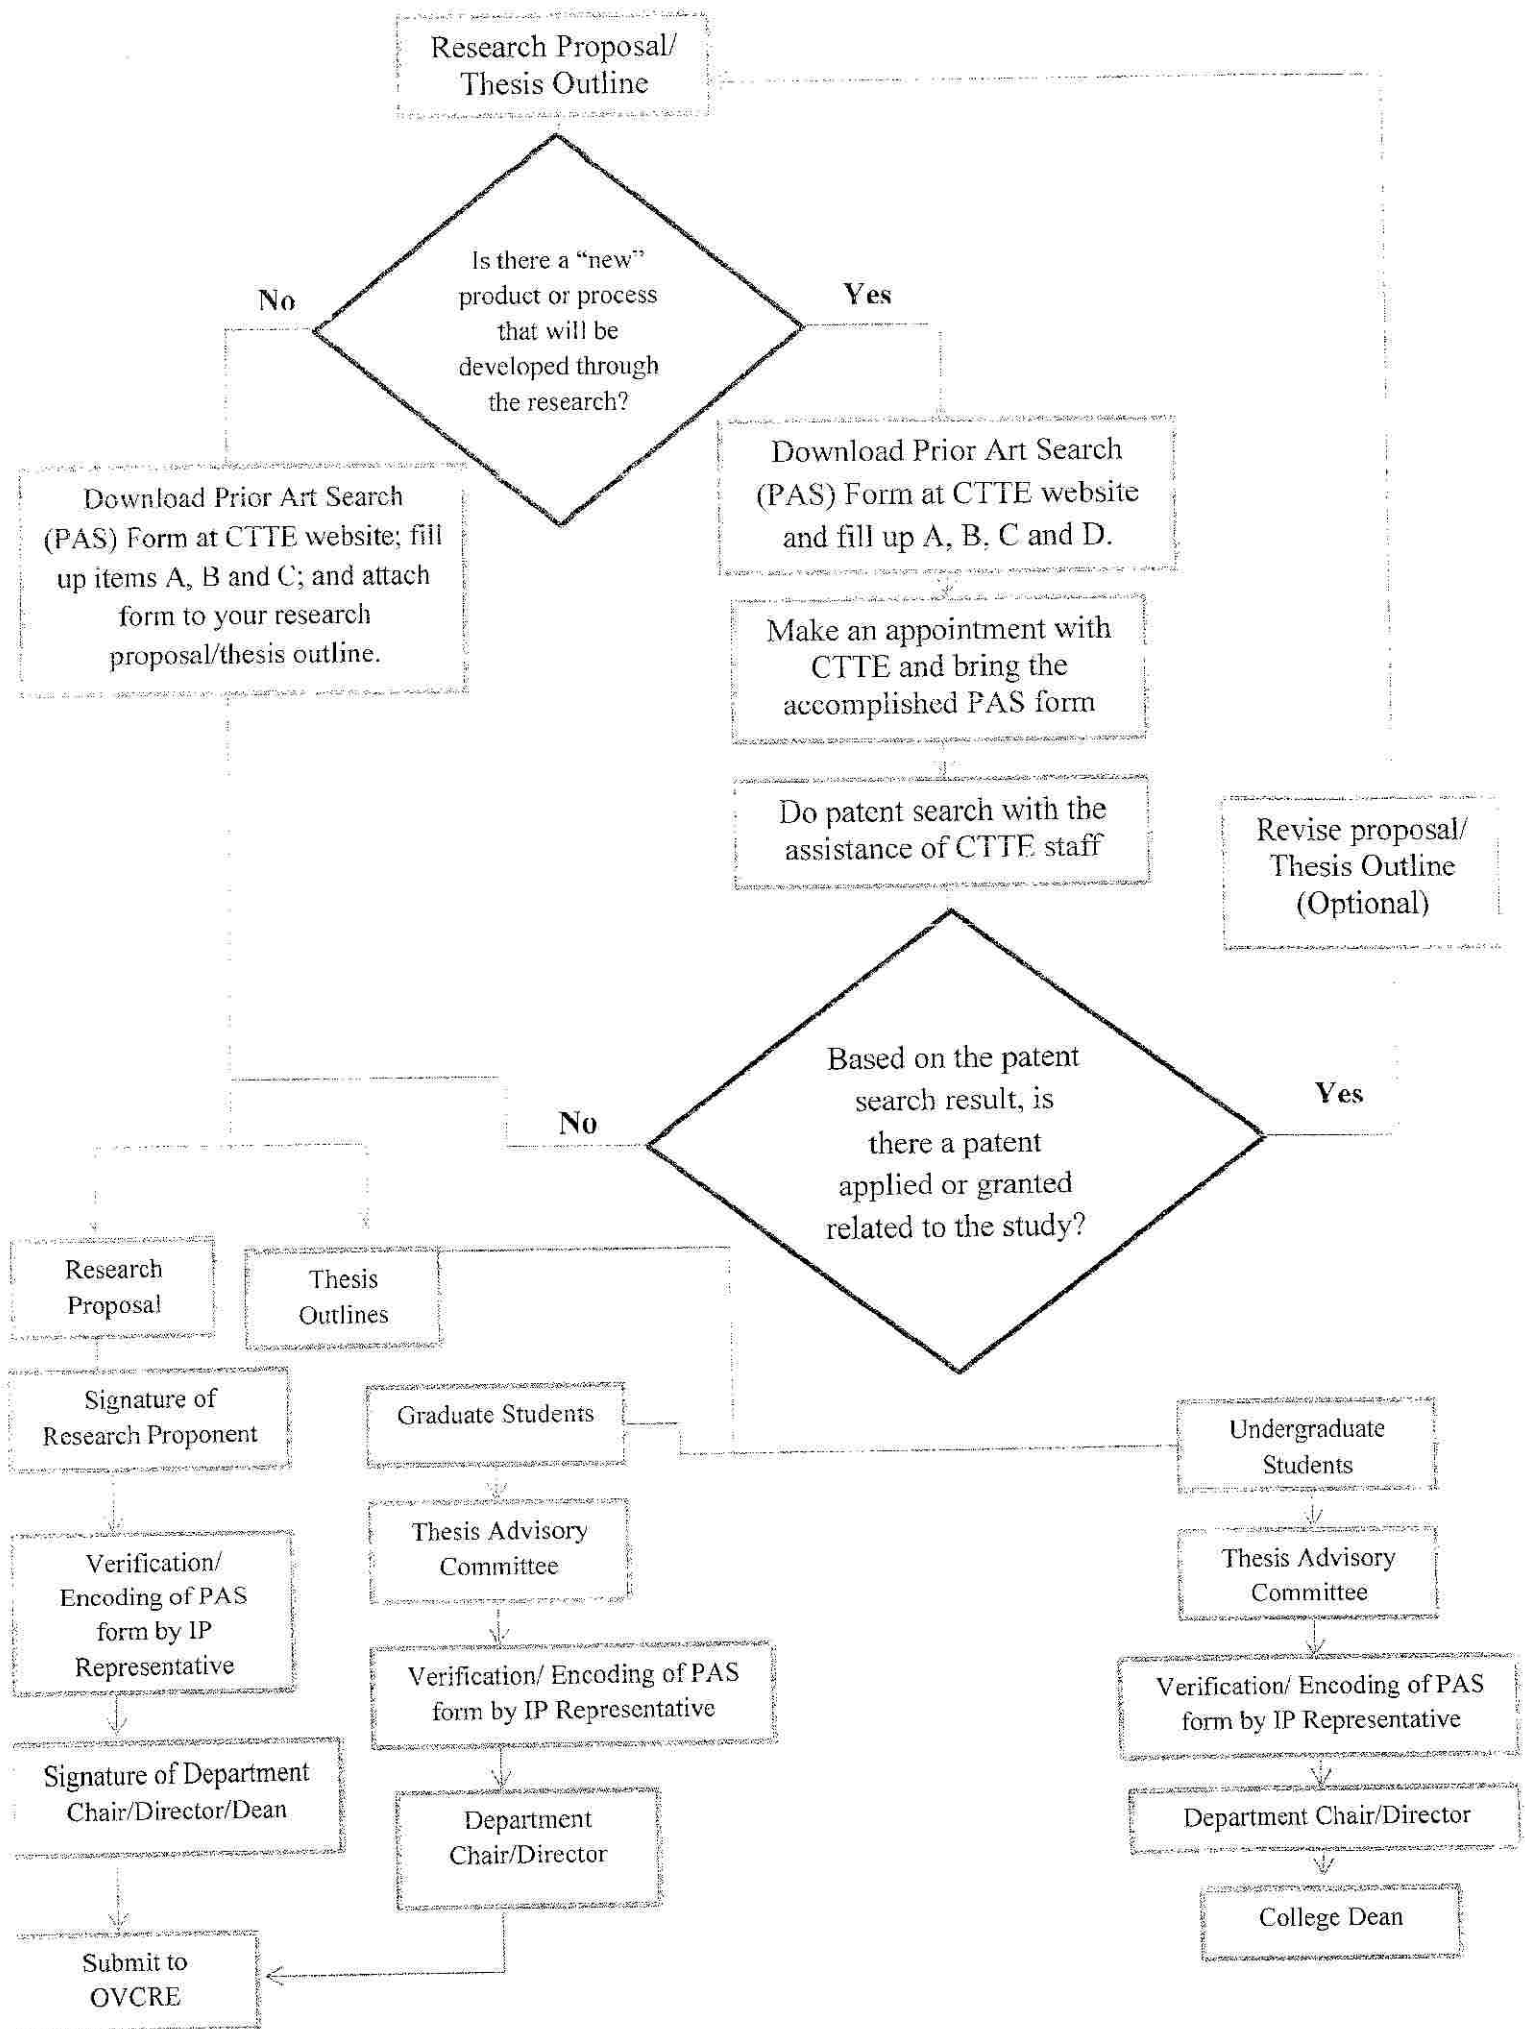 Research Proposal/
Thesis Outline
Is there a “new”
product or process
that will be
developed through
the research?
No
Yes
Download Prior Art Search
(PAS) Form at CTTE website; fill
up items A, B and C; and attach
form to your research
proposal/thesis outline.
Download Prior Art Search
(PAS) Form at CTTE website
and fill up A, B, C and D.
Make an appointment with
CTTE and bring the
accomplished PAS form
Do patent search with the
assistance of CTTE staff
Revise proposal/
Thesis Outline
(Optional)
Based on the patent
search result, is
there a patent
applied or granted
related to the study?
No
Yes
Research
Proposal
Thesis
Outlines
Signature of
Research Proponent
Graduate Students
Undergraduate
Students
Verification/
Encoding of PAS
form by IP
Representative
Thesis Advisory
Committee
Thesis Advisory
Committee
Verification/ Encoding of PAS
form by IP Representative
Verification/ Encoding of PAS
form by IP Representative
Signature of Department
Chair/Director/Dean
Department
Chair/Director
Department Chair/Director
College Dean
Submit to
OVCRE